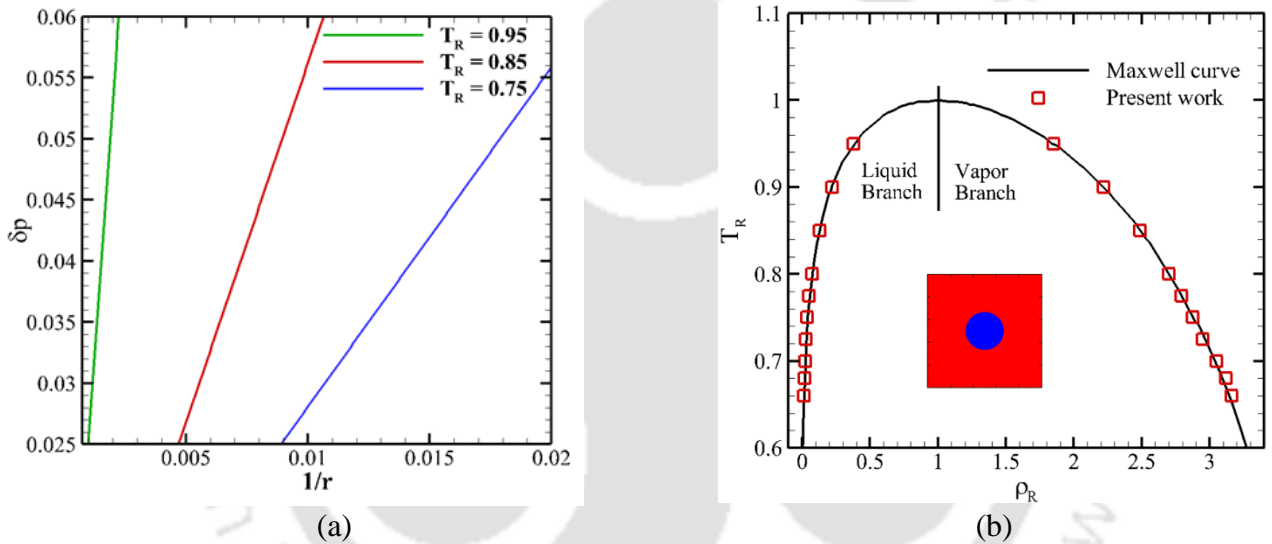 0.06
0.055
0.05
0.045
0.04
0.035
0.03
0.025
δp
0.005
0.01
0.015
0.02
1/r
T_R = 0.95
T_R = 0.85
T_R = 0.75
(a)
1.1
1
0.9
0.8
0.7
0.6
T_R
0
0.5
1
1.5
2
2.5
3
ρ_R
Maxwell curve
Present work
Liquid
Branch
Vapor
Branch
(b)